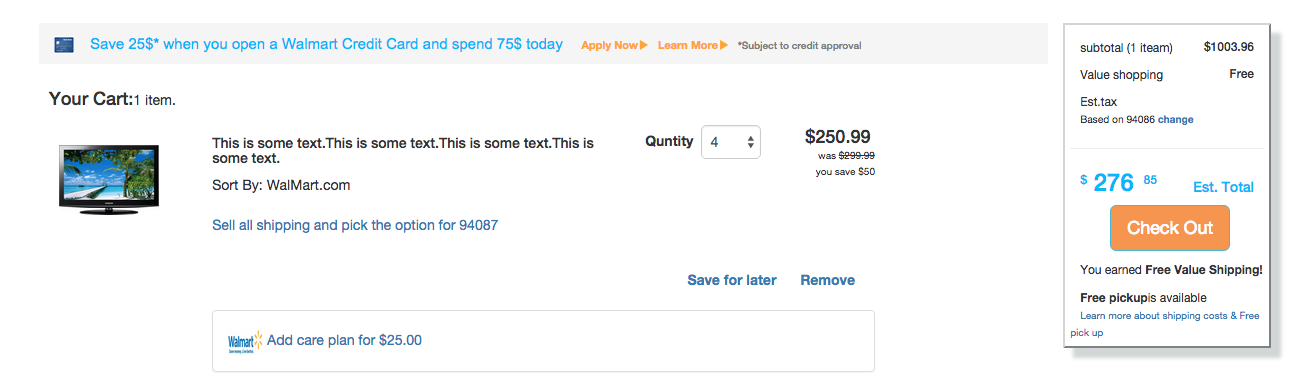 Save 25$* when you open a Walmart Credit Card and spend 75$ today Apply Now Learn More *Subject to credit approval
Your Cart:1 item.
This is some text.This is some text.This is some text.This is
some text.
Sort By: WalMart.com
Sell all shipping and pick the option for 94087
Quntity 4
$250.99
was $299.99
you save $50
Save for later Remove
Walmart Add care plan for $25.00
subtotal (1 iteam) $1003.96
Value shopping Free
Est.tax
Based on 94086 change
$ 276 85 Est. Total
Check Out
You earned Free Value Shipping!
Free pickupis available
Learn more about shipping costs & Free
pick up